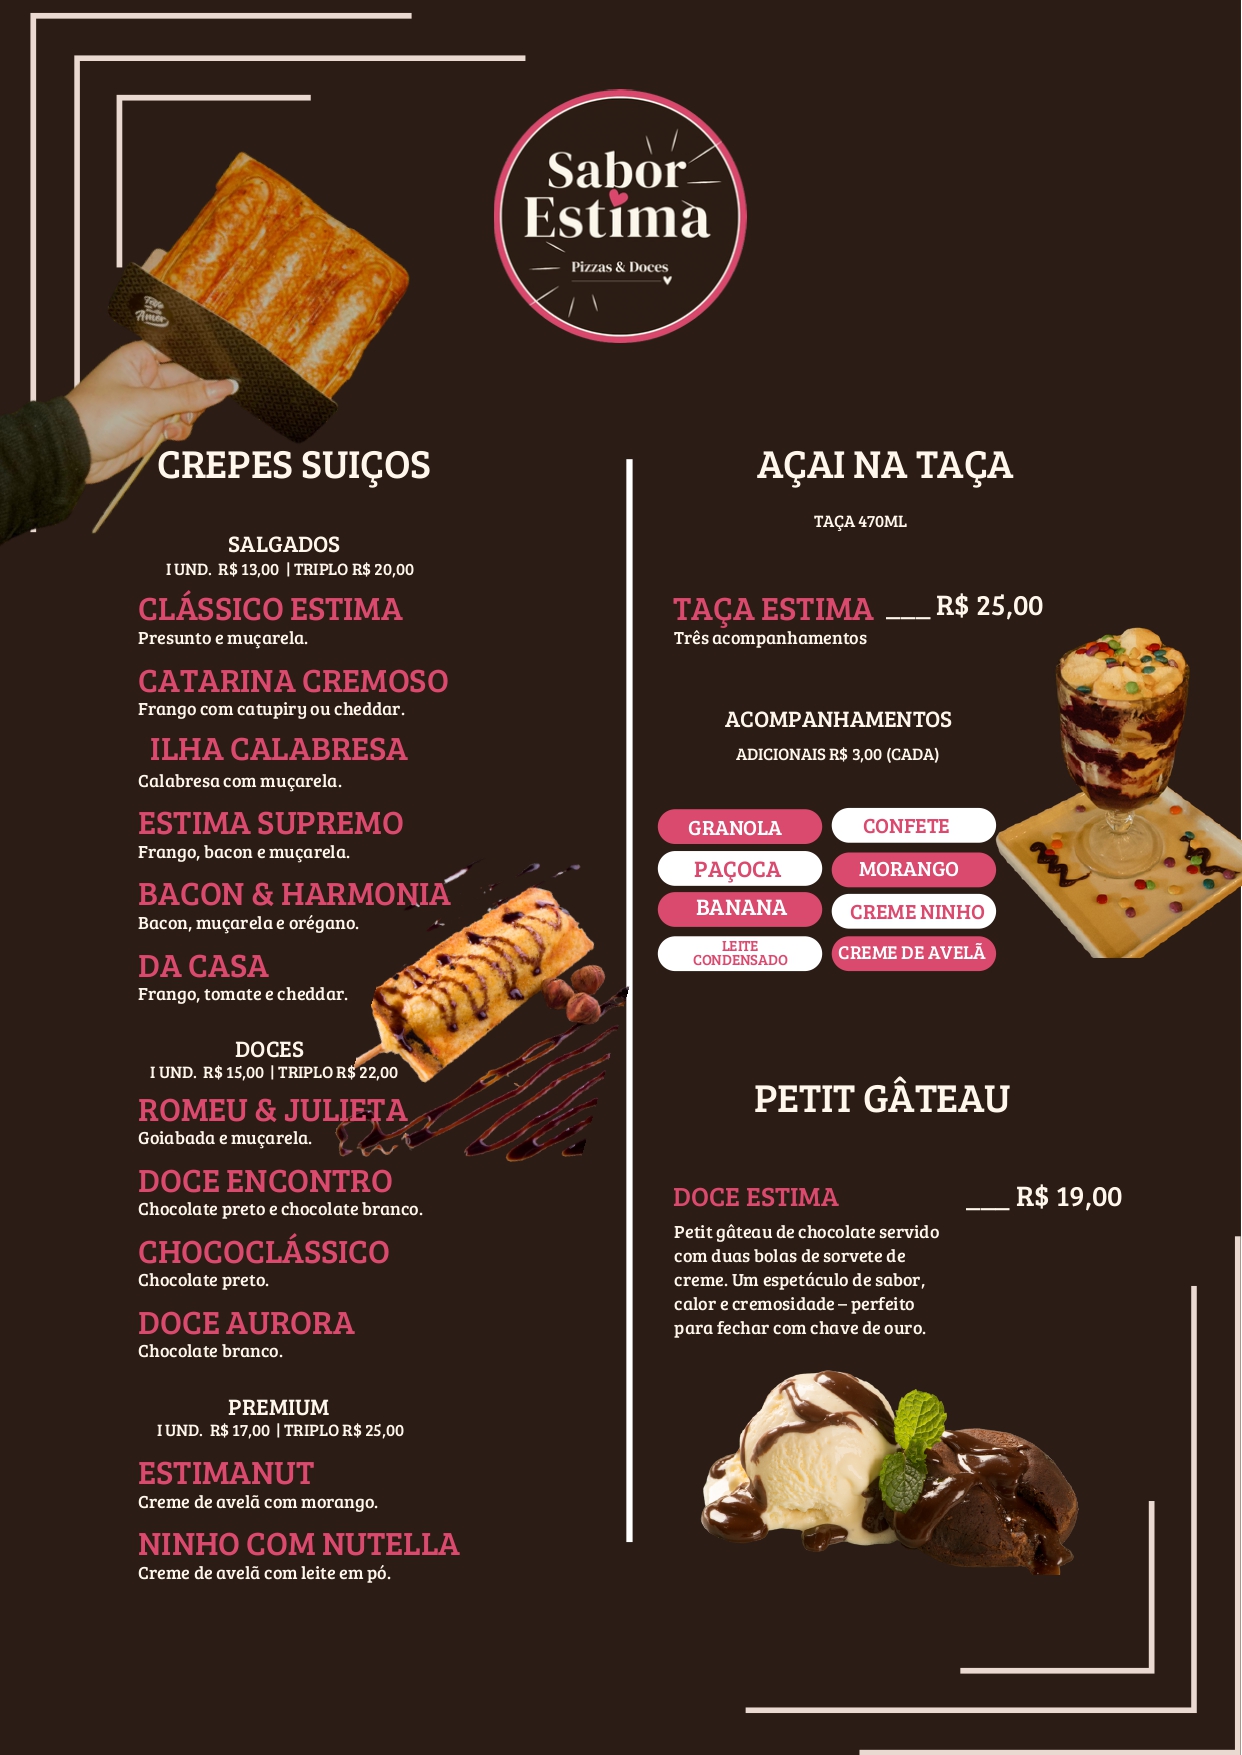 Sabor
Estima
Pizzas & Doces
CREPES SUIÇOS
SALGADOS
I UND. R$ 13,00 | TRIPLO R$ 20,00
CLÁSSICO ESTIMA
Presunto e muçarela.
CATARINA CREMOSO
Frango com catupiry ou cheddar.
ILHA CALABRESA
Calabresa com muçarela.
ESTIMA SUPREMO
Frango, bacon e muçarela.
BACON & HARMONIA
Bacon, muçarela e orégano.
DA CASA
Frango, tomate e cheddar.
DOCES
I UND. R$ 15,00 | TRIPLO R$ 22,00
ROMEU & JULIETA
Goiabada e muçarela.
DOCE ENCONTRO
Chocolate preto e chocolate branco.
CHOCOCLÁSSICO
Chocolate preto.
DOCE AURORA
Chocolate branco.
PREMIUM
I UND. R$ 17,00 | TRIPLO R$ 25,00
ESTIMANUT
Creme de avelã com morango.
NINHO COM NUTELLA
Creme de avelã com leite em pó.
AÇAI NA TAÇA
TAÇA 470ML
TAÇA ESTIMA ___ R$ 25,00
Três acompanhamentos
ACOMPANHAMENTOS
ADICIONAIS R$ 3,00 (CADA)
GRANOLA
CONFETE
PAÇOCA
MORANGO
BANANA
CREME NINHO
LEITE
CONDENSADO
CREME DE AVELÃ
PETIT GÂTEAU
DOCE ESTIMA ___ R$ 19,00
Petit gâteau de chocolate servido
com duas bolas de sorvete de
creme. Um espetáculo de sabor,
calor e cremosidade – perfeito
para fechar com chave de ouro.